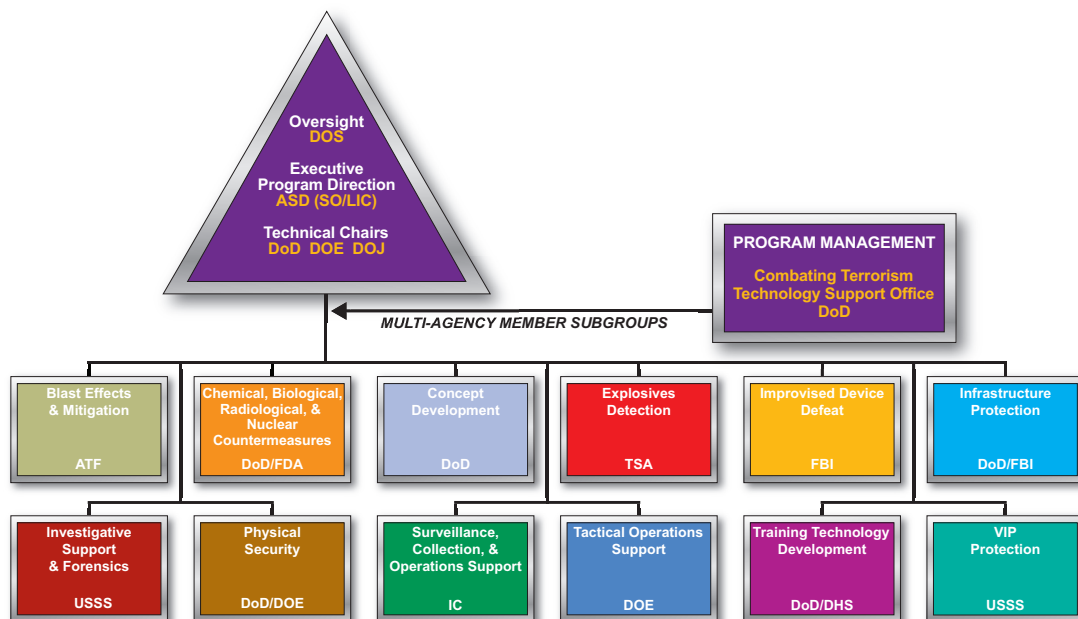 Oversight
DOS
Executive
Program Direction
ASD (SO/LIC)
Technical Chairs
DoD DOE DOJ
PROGRAM MANAGEMENT
Combating Terrorism
Technology Support Office
DoD
MULTI-AGENCY MEMBER SUBGROUPS
Blast Effects
& Mitigation
ATF
Chemical, Biological,
Radiological, &
Nuclear
Countermeasures
DoD/FDA
Concept
Development
DoD
Explosives
Detection
TSA
Improvised Device
Defeat
FBI
Infrastructure
Protection
DoD/FBI
Investigative
Support
& Forensics
USSS
Physical
Security
DoD/DOE
Surveillance,
Collection, &
Operations Support
IC
Tactical Operations
Support
DOE
Training Technology
Development
DoD/DHS
VIP
Protection
USSS